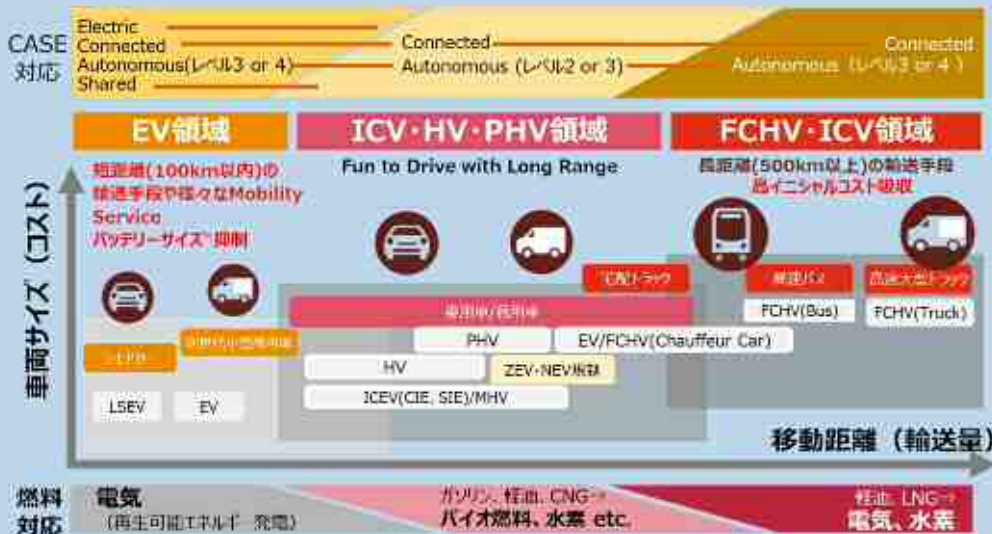 CASE
対応
Electric
Connected
Autonomous(レベル3 or 4)
Shared
Connected
Autonomous (レベル2 or 3)
Connected
Autonomous (レベル3 or 4 )
EV領域
ICV・HV・PHV領域
FCHV・ICV領域
短距離(100km以内)の
輸送手段や様々なMobility
Service
バッテリーサイズ 抑制
Fun to Drive with Long Range
長距離(500km以上)の輸送手段
高イニシャルコスト吸収
車両サイズ (コスト)
宅配トラック
高速バス
高速大型トラック
乗用車/商用車
FCHV(Bus)
FCHV(Truck)
PHV
EV/FCHV(Chauffeur Car)
HV
ZEV・NEV規制
ICEV(CIE, SIE)/MHV
LSEV
EV
移動距離 (輸送量)
燃料
対応
電気
(再生可能エネルギー発電)
ガソリン、軽油、CNG→
バイオ燃料、水素 etc.
軽油、LNG→
電気、水素